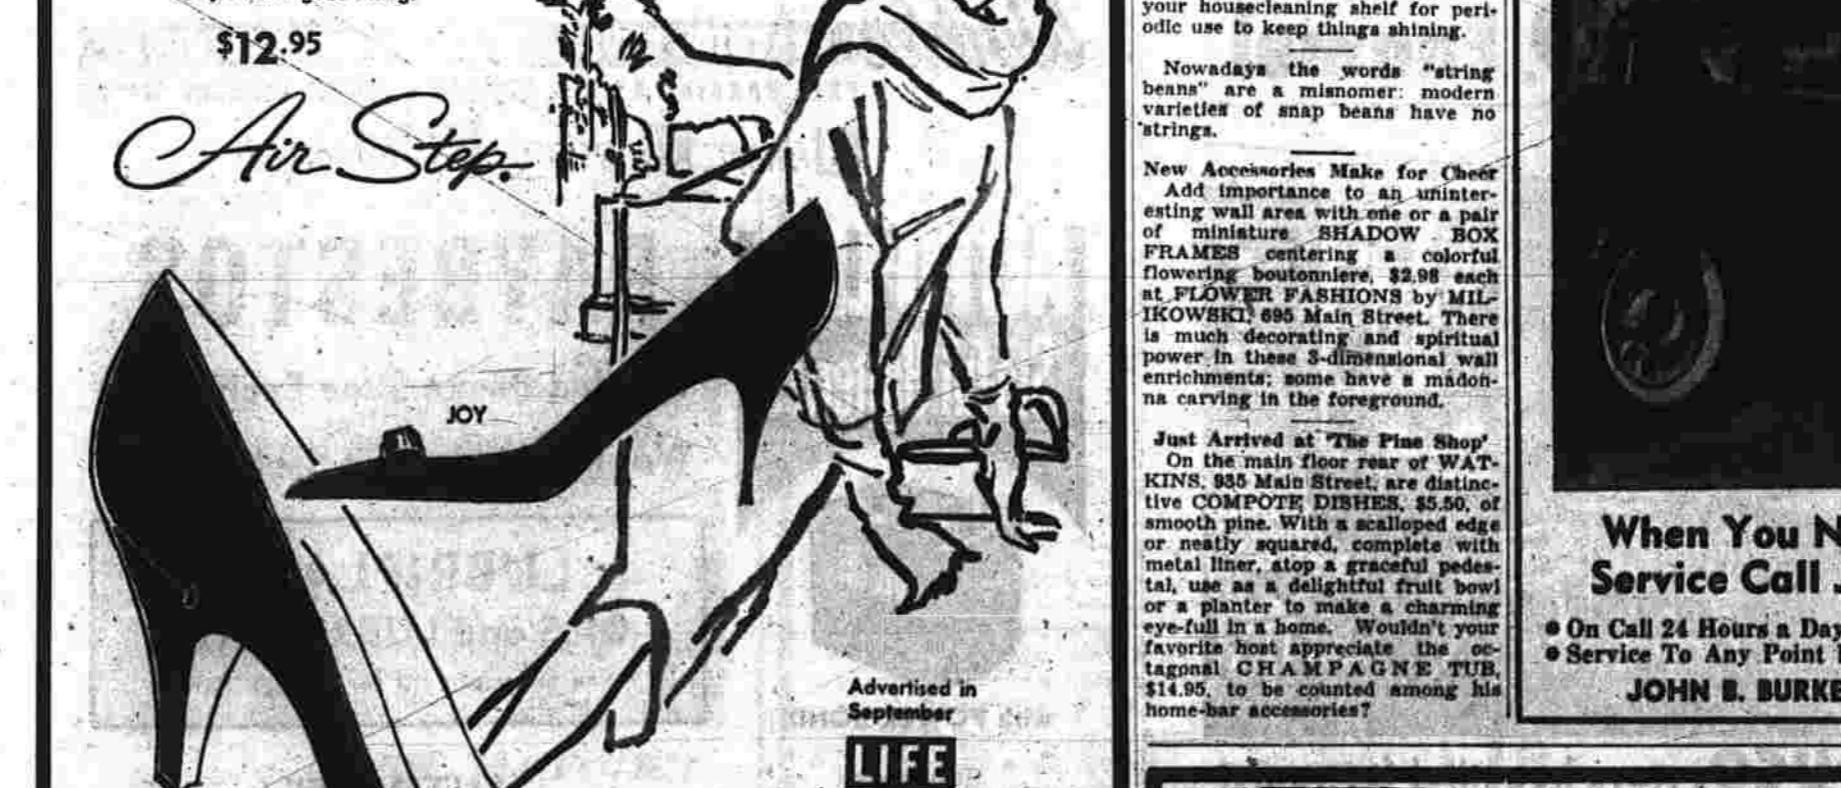 $12.95
Air Step.
JOY
Advertised in
September
LIFE
your housecleaning shelf for peri-
odic use to keep things shining.
Nowadays the words "string
beans" are a misnomer: modern
varieties of snap beans have no
strings.
New Accessories Make for Cheer
Add importance to an uninter-
esting wall area with one or a pair
of miniature SHADOW BOX
FRAMES centering a colorful
flowering boutonniere, $2.98 each
at FLOWER FASHIONS by MIL-
IKOWSKI, 695 Main Street. There
is much decorating and spiritual
power in these 3-dimensional wall
enrichments; some have a madon-
na carving in the foreground.
Just Arrived at 'The Pine Shop'
On the main floor rear of WAT-
KINS, 935 Main Street, are distinc-
tive COMPOTE DISHES, $5.50, of
smooth pine. With a scalloped edge
or neatly squared, complete with
metal liner, atop a graceful pedes-
tal, use as a delightful fruit bowl
or a planter to make a charming
eye-full in a home. Wouldn't your
favorite host appreciate the oc-
tagonal CHAMPAGNE TUB,
$14.95, to be counted among his
home-bar accessories?
When You N
Service Call
• On Call 24 Hours a Day
• Service To Any Point
JOHN B. BURKE